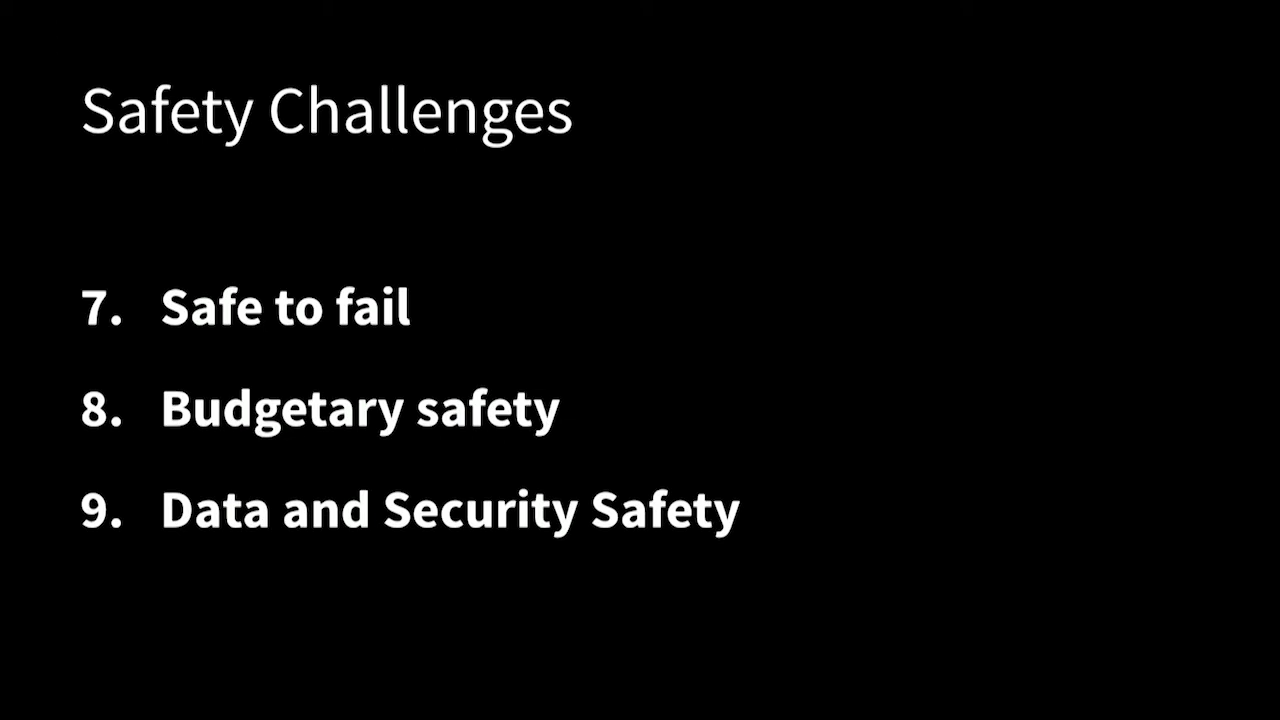 Safety Challenges
7. Safe to fail
8. Budgetary safety
9. Data and Security Safety